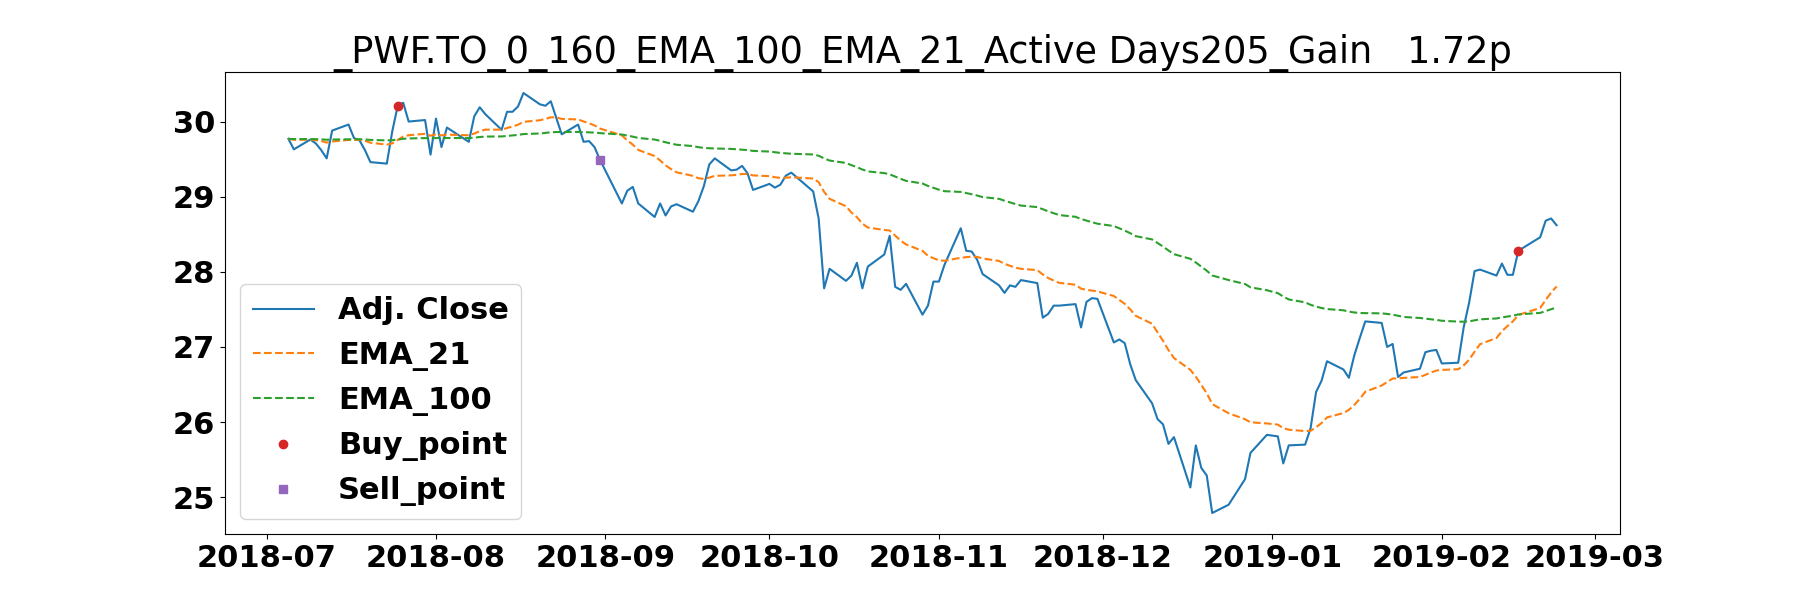 _PWF.TO_0_160_EMA_100_EMA_21_Active Days205_Gain   1.72p
30
29
28
27
26
25
Adj. Close
EMA_21
EMA_100
Buy_point
Sell_point
2018-07 2018-08 2018-09 2018-10 2018-11 2018-12 2019-01 2019-02 2019-03